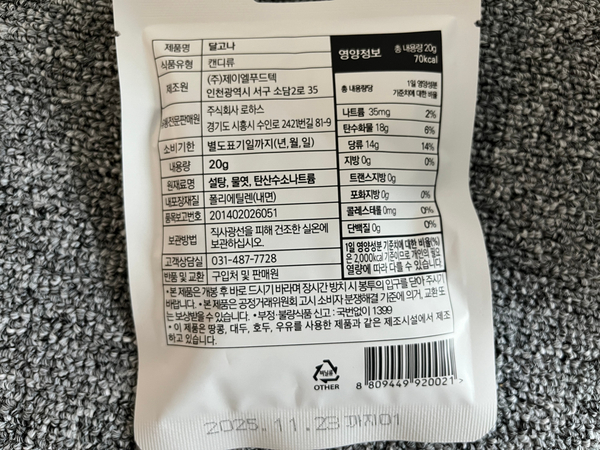 제품명 달고나
식품유형 캔디류
제조원 (주)제이엘푸드텍
인천광역시 서구 소담2로 35
유통전문판매원 주식회사 로하스
경기도 시흥시 수인로 2421번길 81-9
소비기한 별도표기일까지(년,월,일)
내용량 20g
원재료명 설탕, 물엿, 탄산수소나트륨
내포장재질 폴리에틸렌(내면)
품목보고번호 201402026051
보관방법 직사광선을 피해 건조한 실온에
보관하십시오.
고객상담실 031-487-7728
반품 및 교환 구입처 및 판매원
영양정보 총 내용량 20g
70kcal
총 내용량당 1일 영양성분
기준치에 대한 비율
나트륨 35mg 2%
탄수화물 18g 6%
당류 14g 14%
지방 0g 0%
트랜스지방 0g
포화지방 0g 0%
콜레스테롤 0mg 0%
단백질 0g 0%
1일 영양성분 기준치에 대한 비율(%)
은 2,000kcal 기준이므로 개인의 필요
열량에 따라 다를 수 있습니다.
•본 제품은 개봉 후 바로 드시기 바라며 장시간 방치 시 봉투의 입구를 닫아 주시기
바랍니다. •본 제품은 공정거래위원회 고시 소비자 분쟁해결 기준에 의거, 교환 또
는 보상받을 수 있습니다. •부정·불량식품 신고 : 국번없이 1399
*이 제품은 땅콩, 대두, 호두, 우유를 사용한 제품과 같은 제조시설에서 제조
하고 있습니다.
비닐류
OTHER
8 809449 920021 >
2025.11.23 까지01